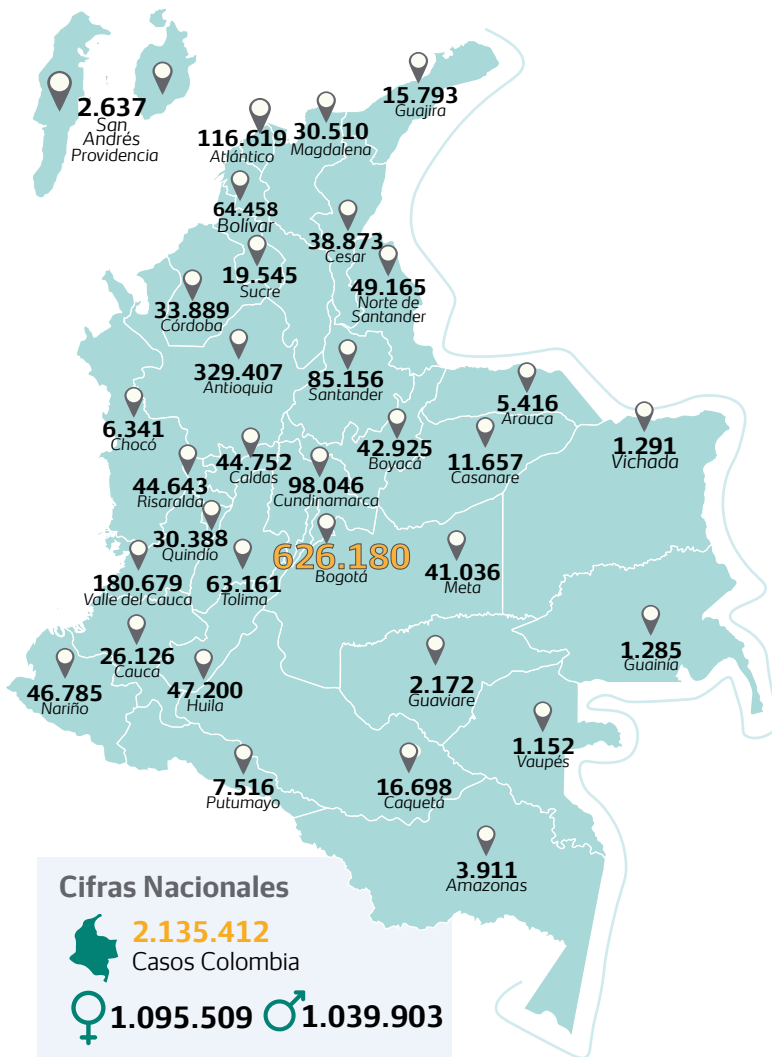 2.637
San
Andrés
Providencia
15.793
Guajira
116.619
Atlántico
30.510
Magdalena
64.458
Bolívar
38.873
Cesar
19.545
Sucre
49.165
Norte de
Santander
33.889
Córdoba
329.407
Antioquia
85.156
Santander
5.416
Arauca
6.341
Chocó
42.925
Boyacá
1.291
Vichada
44.752
Caldas
11.657
Casanare
44.643
Risaralda
98.046
Cundinamarca
30.388
Quindío
626.180
Bogotá
180.679
Valle del Cauca
63.161
Tolima
41.036
Meta
26.126
Cauca
1.285
Guainía
46.785
Nariño
47.200
Huila
2.172
Guaviare
1.152
Vaupés
7.516
Putumayo
16.698
Caquetá
3.911
Amazonas
Cifras Nacionales
2.135.412
Casos Colombia
1.095.509
1.039.903